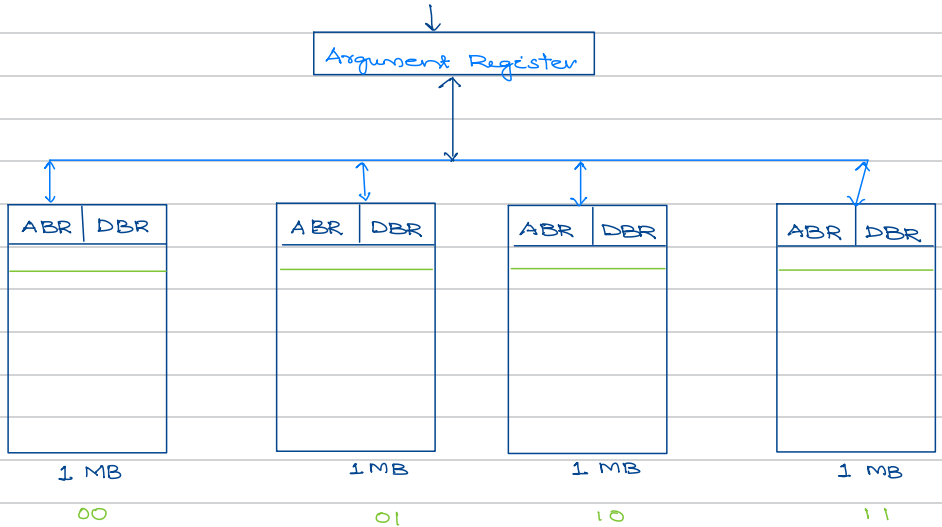 Argument Register
ABR DBR
ABR DBR
ABR DBR
ABR DBR
1 MB
1 MB
1 MB
1 MB
00
01
10
11